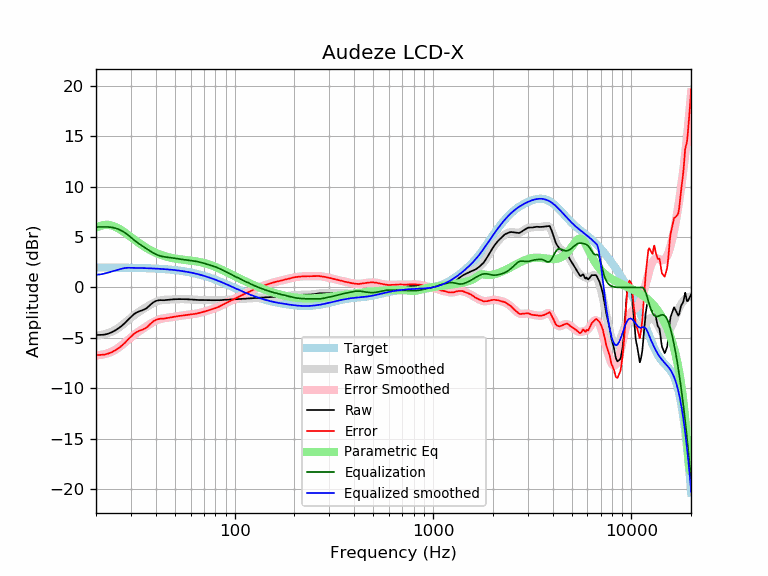 Audeze LCD-X
20
15
10
5
0
−5
−10
−15
−20
Amplitude (dBr)
Target
Raw Smoothed
Error Smoothed
Raw
Error
Parametric Eq
Equalization
Equalized smoothed
100 1000 10000
Frequency (Hz)